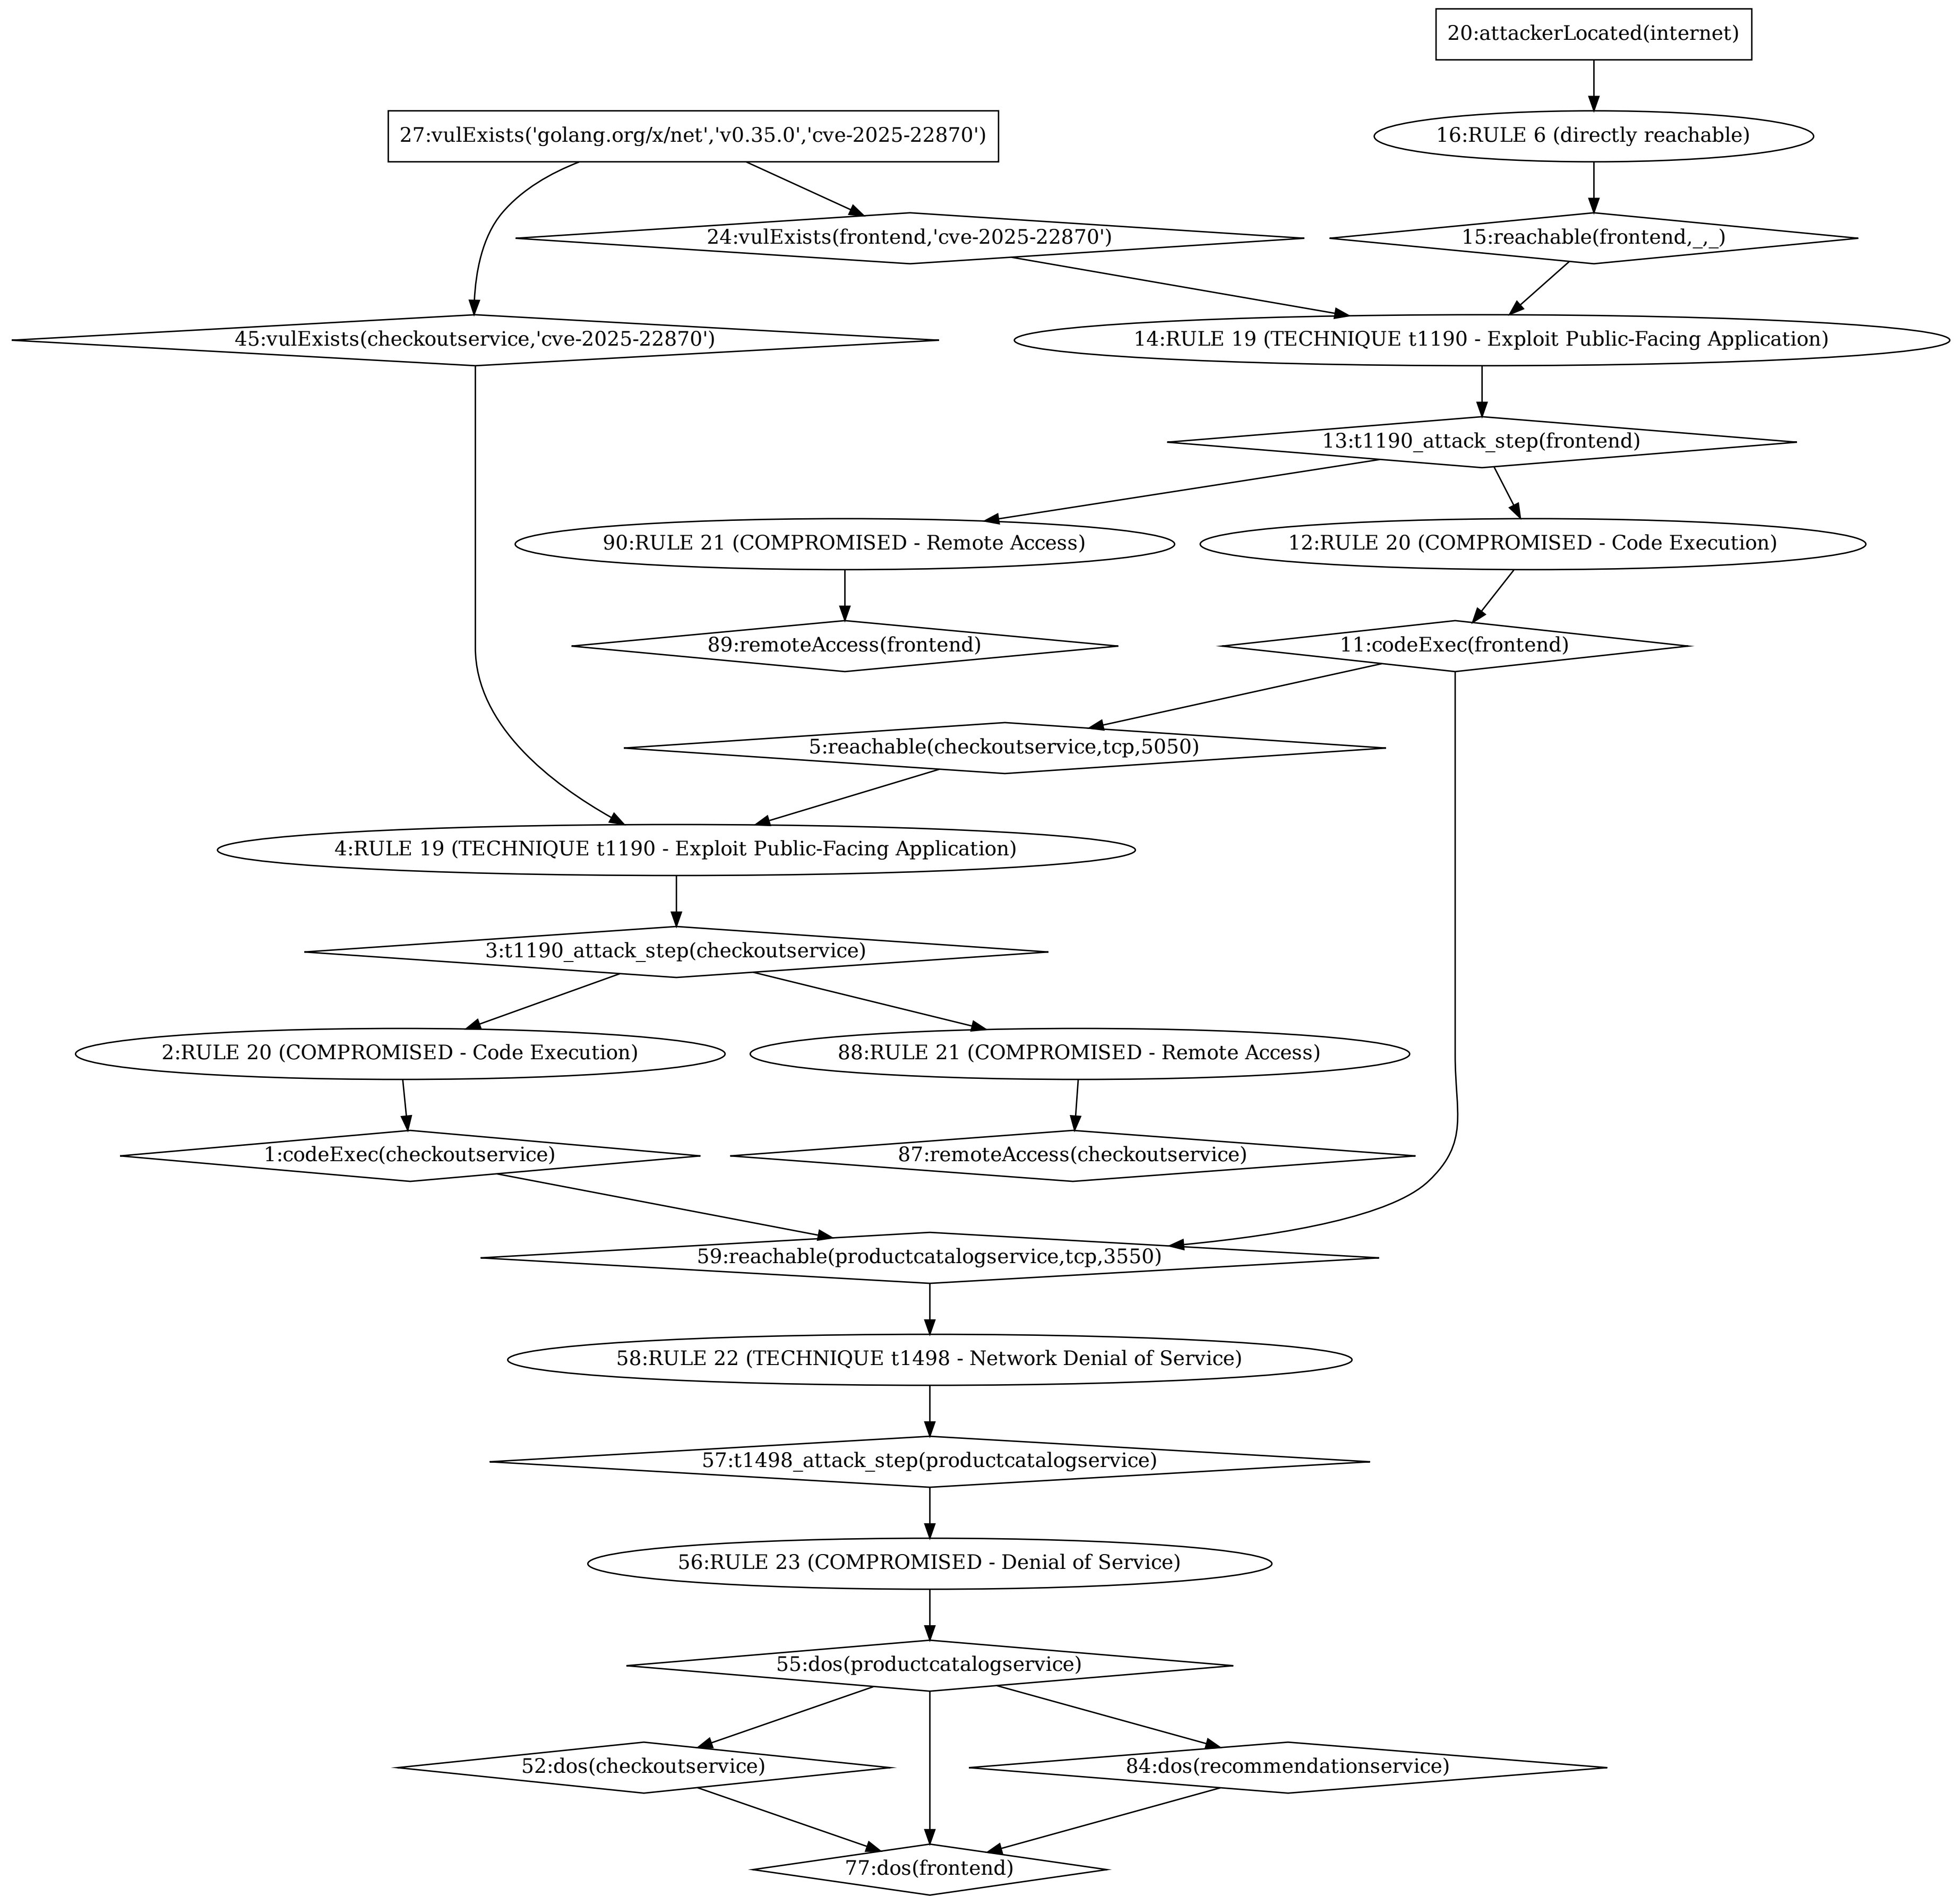 20:attackerLocated(internet)
27:vulExists('golang.org/x/net','v0.35.0','cve-2025-22870')
16:RULE 6 (directly reachable)
24:vulExists(frontend,'cve-2025-22870')
15:reachable(frontend,_,_)
45:vulExists(checkoutservice,'cve-2025-22870')
14:RULE 19 (TECHNIQUE t1190 - Exploit Public-Facing Application)
13:t1190_attack_step(frontend)
90:RULE 21 (COMPROMISED - Remote Access)
12:RULE 20 (COMPROMISED - Code Execution)
89:remoteAccess(frontend)
11:codeExec(frontend)
5:reachable(checkoutservice,tcp,5050)
4:RULE 19 (TECHNIQUE t1190 - Exploit Public-Facing Application)
3:t1190_attack_step(checkoutservice)
2:RULE 20 (COMPROMISED - Code Execution)
88:RULE 21 (COMPROMISED - Remote Access)
1:codeExec(checkoutservice)
87:remoteAccess(checkoutservice)
59:reachable(productcatalogservice,tcp,3550)
58:RULE 22 (TECHNIQUE t1498 - Network Denial of Service)
57:t1498_attack_step(productcatalogservice)
56:RULE 23 (COMPROMISED - Denial of Service)
55:dos(productcatalogservice)
52:dos(checkoutservice)
84:dos(recommendationservice)
77:dos(frontend)